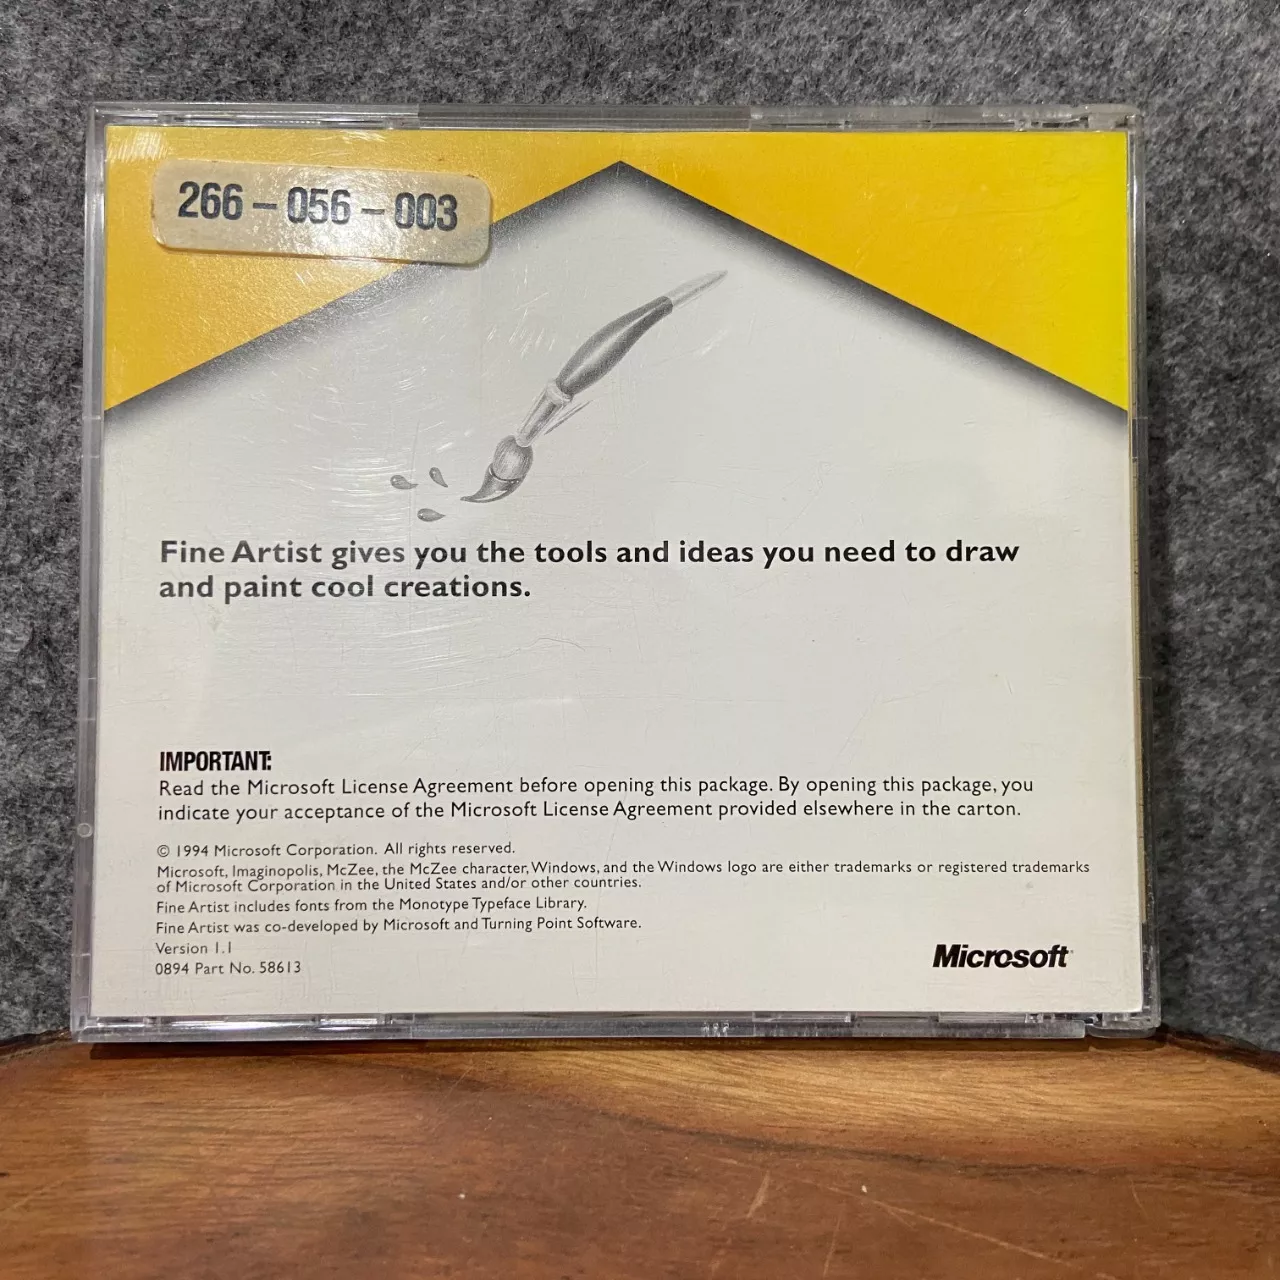 266 – 056 – 003
Fine Artist gives you the tools and ideas you need to draw
and paint cool creations.
IMPORTANT:
Read the Microsoft License Agreement before opening this package. By opening this package, you
indicate your acceptance of the Microsoft License Agreement provided elsewhere in the carton.
© 1994 Microsoft Corporation. All rights reserved.
Microsoft, Imaginopolis, McZee, the McZee character, Windows, and the Windows logo are either trademarks or registered trademarks
of Microsoft Corporation in the United States and/or other countries.
Fine Artist includes fonts from the Monotype Typeface Library.
Fine Artist was co-developed by Microsoft and Turning Point Software.
Version 1.1
0894 Part No. 58613
Microsoft